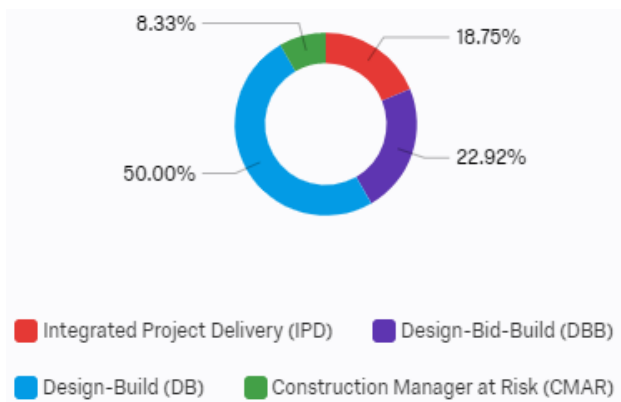 8.33%
18.75%
22.92%
50.00%
Integrated Project Delivery (IPD)
Design-Bid-Build (DBB)
Design-Build (DB)
Construction Manager at Risk (CMAR)